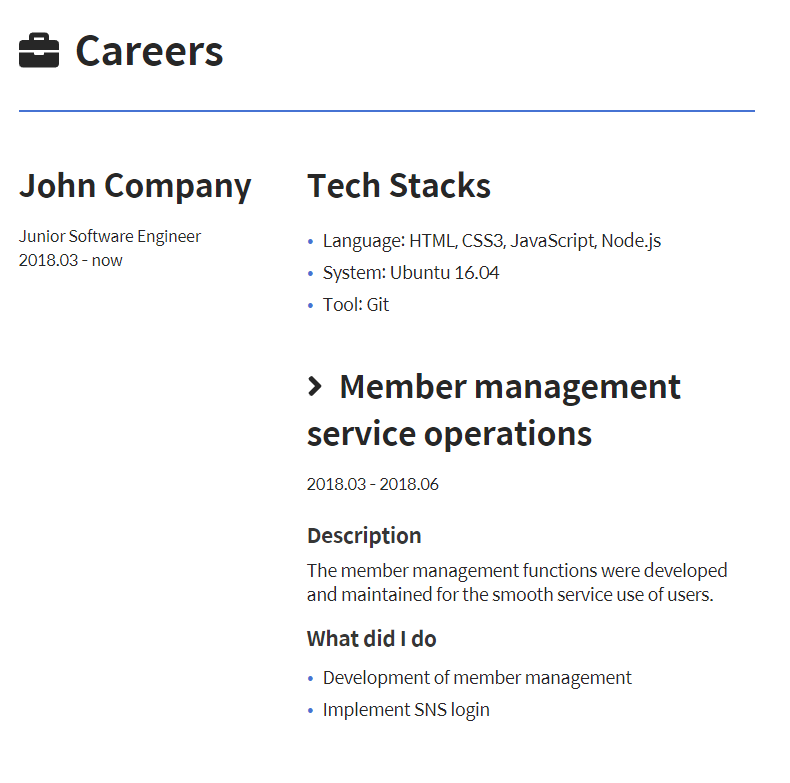 Careers
John Company
Junior Software Engineer
2018.03 - now
Tech Stacks
Language: HTML, CSS3, JavaScript, Node.js
System: Ubuntu 16.04
Tool: Git
Member management
service operations
2018.03 - 2018.06
Description
The member management functions were developed
and maintained for the smooth service use of users.
What did I do
Development of member management
Implement SNS login